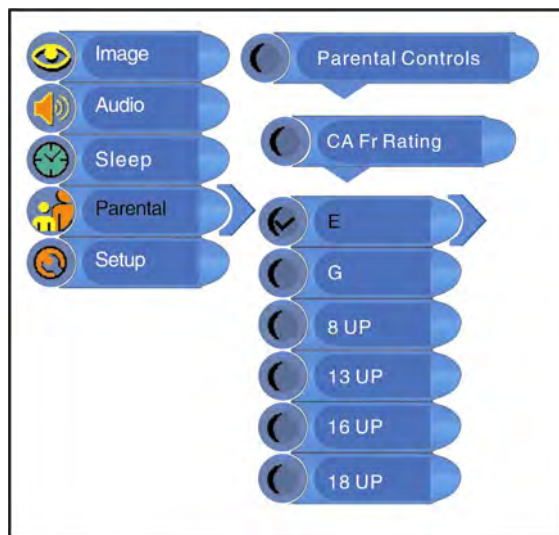 Image
Audio
Sleep
Parental
Setup
Parental Controls
CA Fr Rating
E
G
8 UP
13 UP
16 UP
18 UP